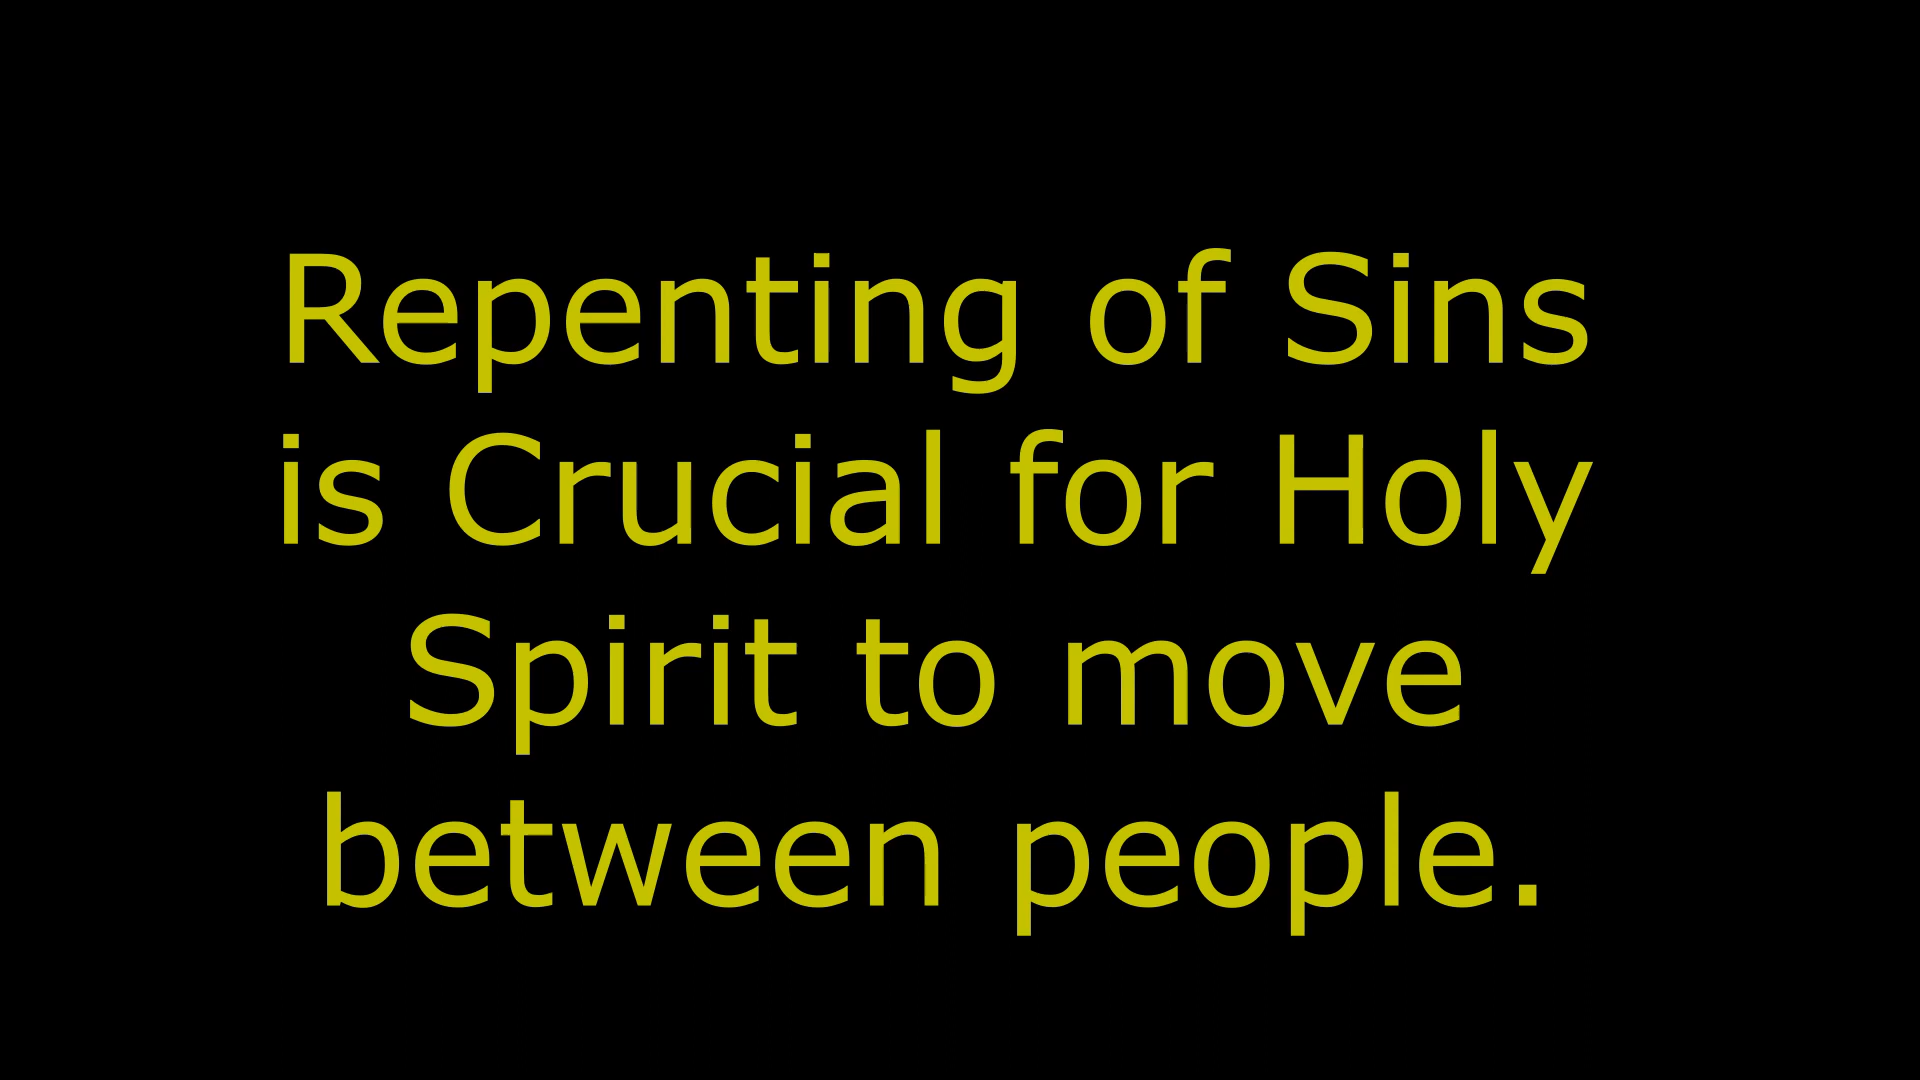 Repenting of Sins
is Crucial for Holy
Spirit to move
between people.